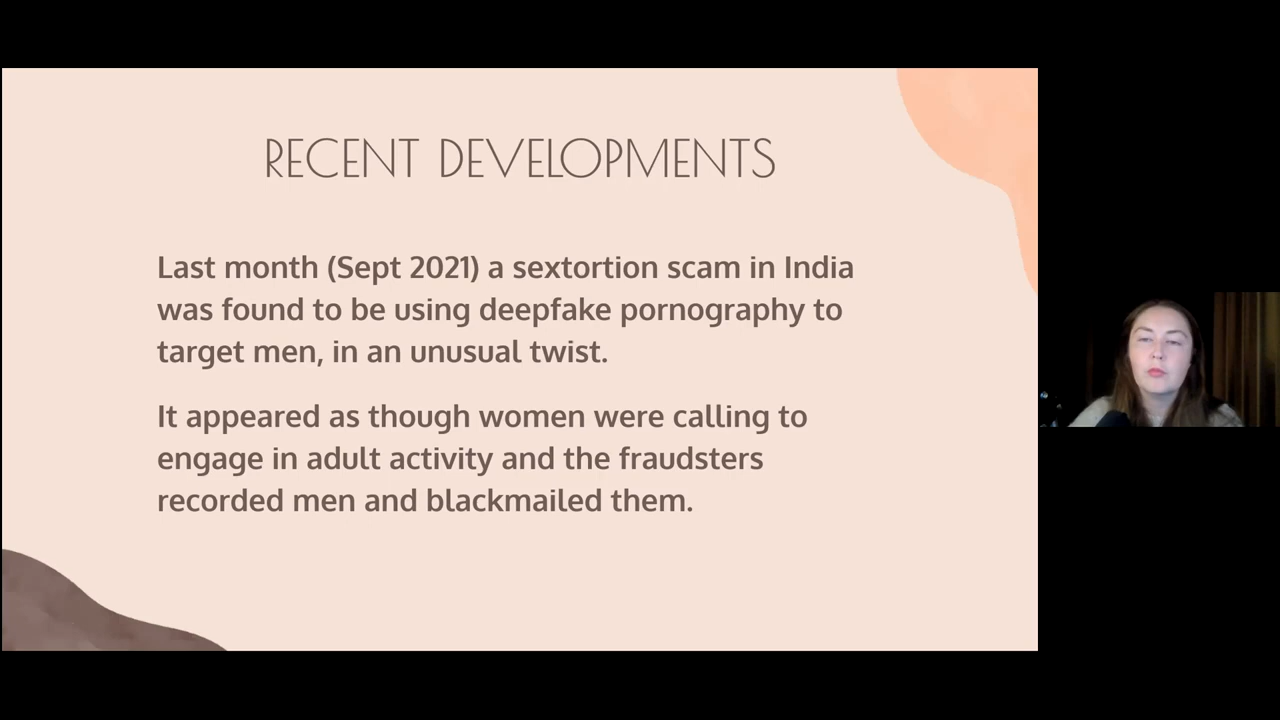 RECENT DEVELOPMENTS
Last month (Sept 2021) a sextortion scam in India
was found to be using deepfake pornography to
target men, in an unusual twist.
It appeared as though women were calling to
engage in adult activity and the fraudsters
recorded men and blackmailed them.